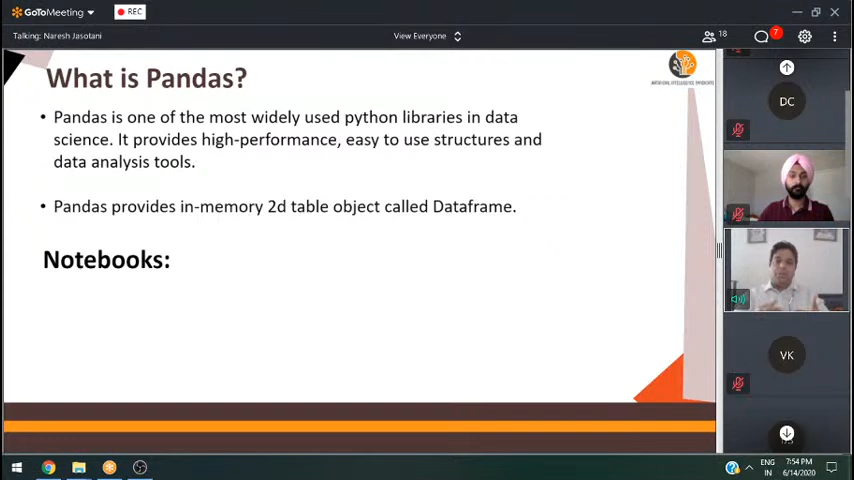 GoToMeeting
REC
Talking: Naresh Jasotani
View Everyone
18
7
What is Pandas?
• Pandas is one of the most widely used python libraries in data
science. It provides high-performance, easy to use structures and
data analysis tools.
• Pandas provides in-memory 2d table object called Dataframe.
Notebooks:
ARTIFICIAL INTELLIGENCE SYNDICATE
DC
VK
ENG
IN
7:54 PM
6/14/2020